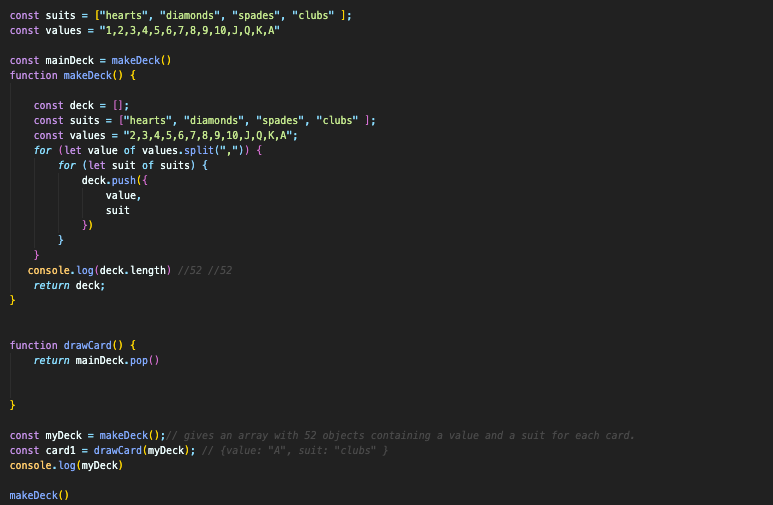 const suits = ["hearts", "diamonds", "spades", "clubs" ];
const values = "1,2,3,4,5,6,7,8,9,10,J,Q,K,A"
const mainDeck = makeDeck()
function makeDeck() {
const deck = [];
const suits = ["hearts", "diamonds", "spades", "clubs" ];
const values = "2,3,4,5,6,7,8,9,10,J,Q,K,A";
for (let value of values.split(",")) {
for (let suit of suits) {
deck.push({
value,
suit
})
}
}
console.log(deck.length) //52 //52
return deck;
}
function drawCard() {
return mainDeck.pop()
}
const myDeck = makeDeck();// gives an array with 52 objects containing a value and a suit for each card.
const card1 = drawCard(myDeck); // {value: "A", suit: "clubs" }
console.log(myDeck)
makeDeck()